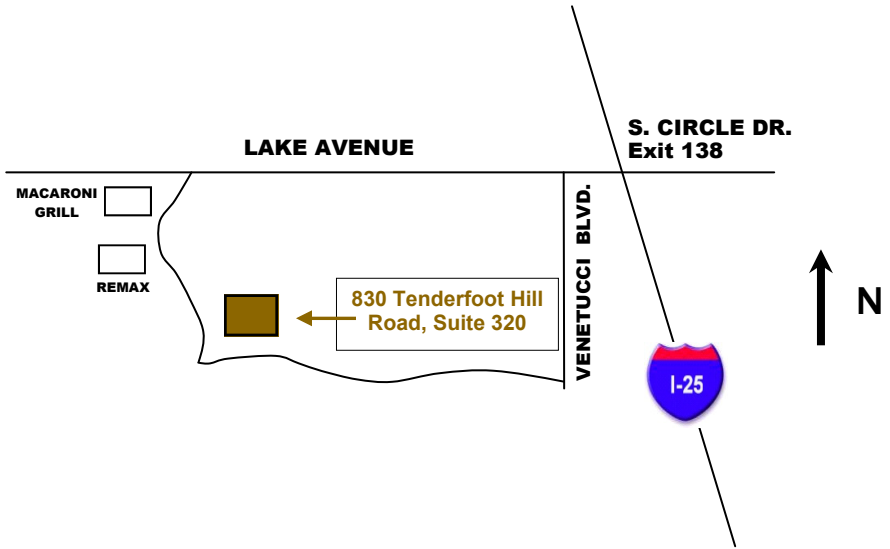 S. CIRCLE DR.
Exit 138
LAKE AVENUE
MACARONI
GRILL
REMAX
830 Tenderfoot Hill
Road, Suite 320
VENETUCCI BLVD.
N
I-25